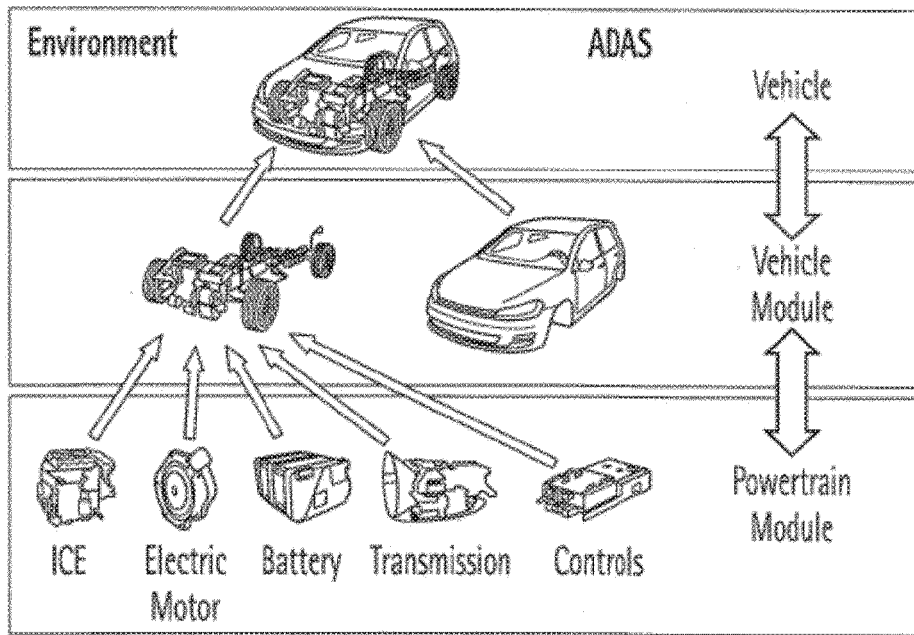 Environment
ADAS
Vehicle
Vehicle
Module
ICE
Electric
Motor
Battery
Transmission
Controls
Powertrain
Module